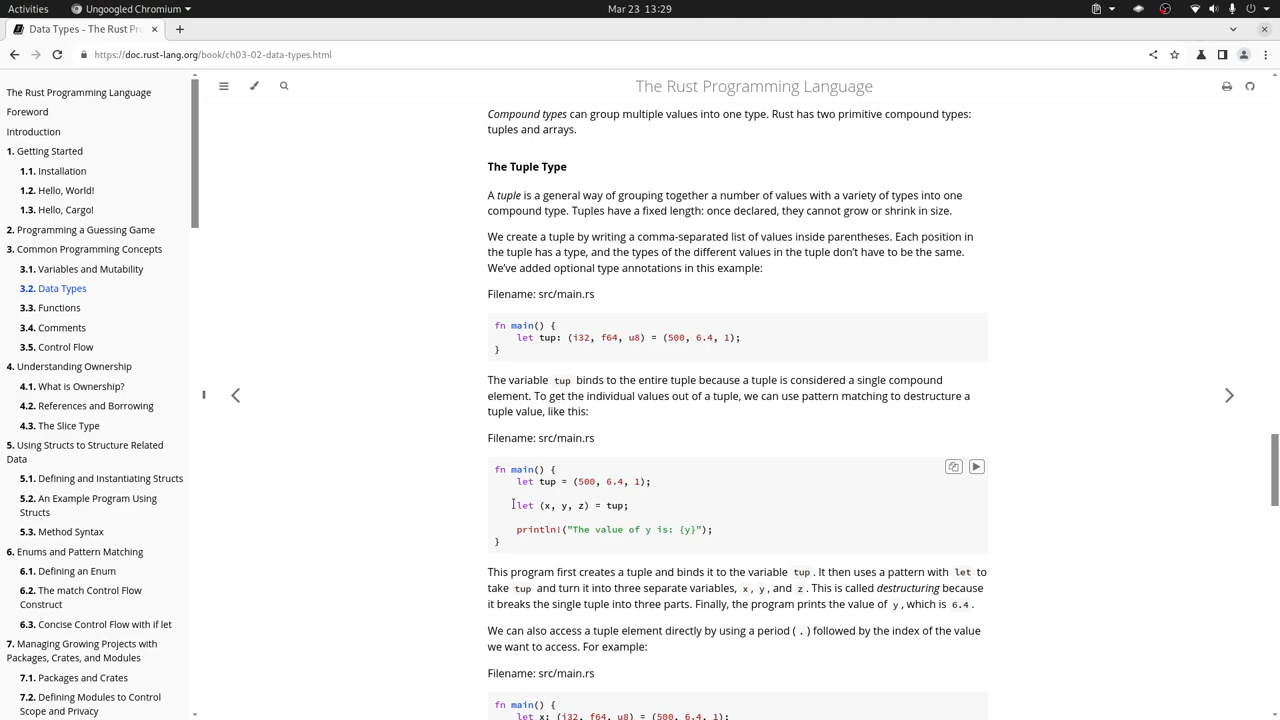 Activities
Ungoogled Chromium
Mar 23 13:29
Data Types - The Rust Pr
https://doc.rust-lang.org/book/ch03-02-data-types.html
The Rust Programming Language
Foreword
Introduction
1. Getting Started
1.1. Installation
1.2. Hello, World!
1.3. Hello, Cargo!
2. Programming a Guessing Game
3. Common Programming Concepts
3.1. Variables and Mutability
3.2. Data Types
3.3. Functions
3.4. Comments
3.5. Control Flow
4. Understanding Ownership
4.1. What is Ownership?
4.2. References and Borrowing
4.3. The Slice Type
5. Using Structs to Structure Related
Data
5.1. Defining and Instantiating Structs
5.2. An Example Program Using
Structs
5.3. Method Syntax
6. Enums and Pattern Matching
6.1. Defining an Enum
6.2. The match Control Flow
Construct
6.3. Concise Control Flow with if let
7. Managing Growing Projects with
Packages, Crates, and Modules
7.1. Packages and Crates
7.2. Defining Modules to Control
Scope and Privacy
The Rust Programming Language
Compound types can group multiple values into one type. Rust has two primitive compound types:
tuples and arrays.
The Tuple Type
A tuple is a general way of grouping together a number of values with a variety of types into one
compound type. Tuples have a fixed length: once declared, they cannot grow or shrink in size.
We create a tuple by writing a comma-separated list of values inside parentheses. Each position in
the tuple has a type, and the types of the different values in the tuple don’t have to be the same.
We’ve added optional type annotations in this example:
Filename: src/main.rs
fn main() {
    let tup: (i32, f64, u8) = (500, 6.4, 1);
}
The variable tup binds to the entire tuple because a tuple is considered a single compound
element. To get the individual values out of a tuple, we can use pattern matching to destructure a
tuple value, like this:
Filename: src/main.rs
fn main() {
    let tup = (500, 6.4, 1);
    let (x, y, z) = tup;
    println!("The value of y is: {y}");
}
This program first creates a tuple and binds it to the variable tup. It then uses a pattern with let to
take tup and turn it into three separate variables, x, y, and z. This is called destructuring because
it breaks the single tuple into three parts. Finally, the program prints the value of y, which is 6.4.
We can also access a tuple element directly by using a period (.) followed by the index of the value
we want to access. For example:
Filename: src/main.rs
fn main() {
    let x: (i32, f64, u8) = (500, 6.4, 1);